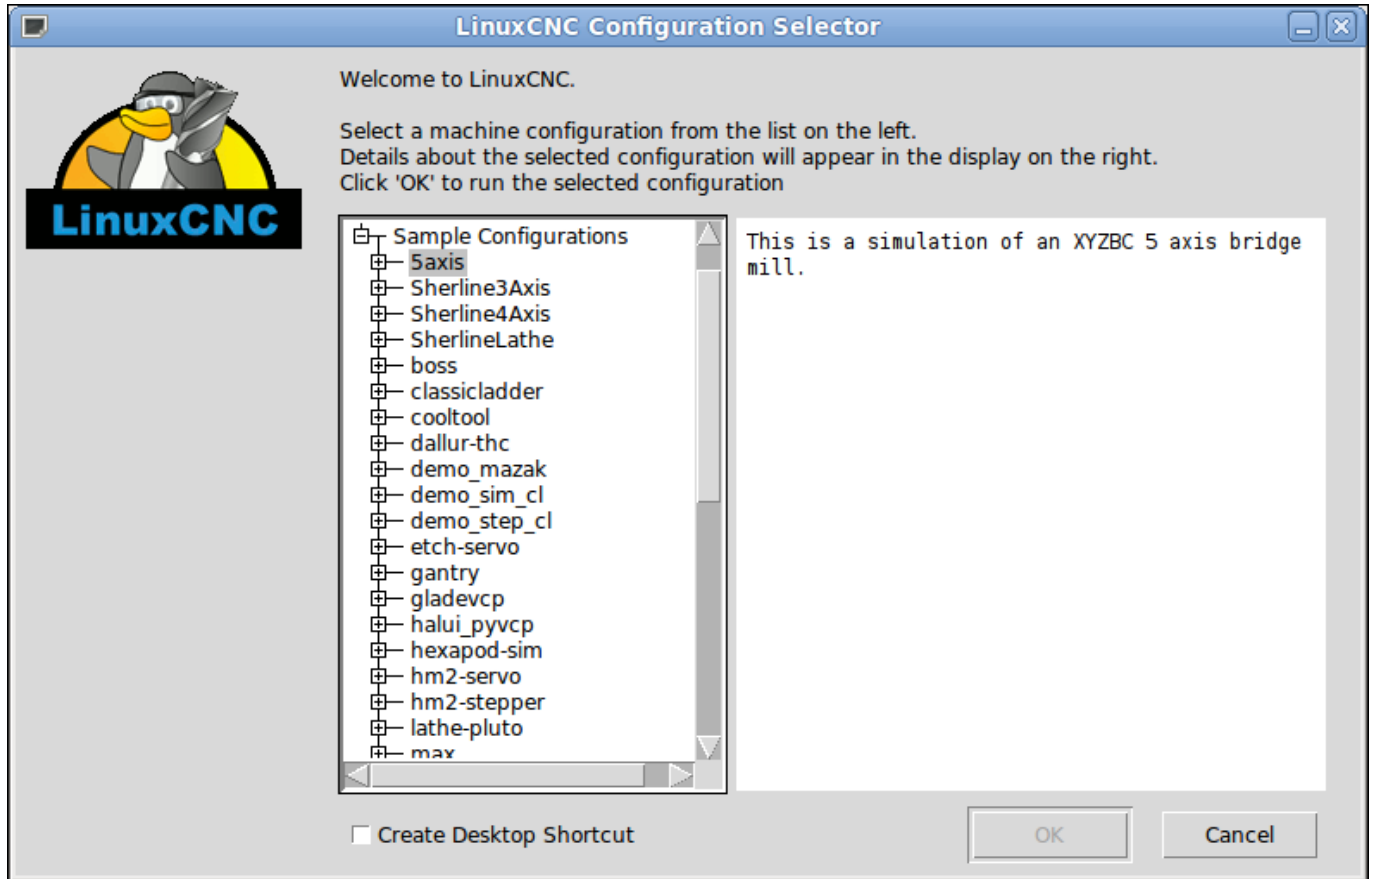 LinuxCNC Configuration Selector
LinuxCNC
Welcome to LinuxCNC.
Select a machine configuration from the list on the left.
Details about the selected configuration will appear in the display on the right.
Click 'OK' to run the selected configuration
Sample Configurations
5axis
Sherline3Axis
Sherline4Axis
SherlineLathe
boss
classicladder
cooltool
dallur-thc
demo_mazak
demo_sim_cl
demo_step_cl
etch-servo
gantry
gladevcp
halui_pyvcp
hexapod-sim
hm2-servo
hm2-stepper
lathe-pluto
max
This is a simulation of an XYZBC 5 axis bridge
mill.
Create Desktop Shortcut
OK
Cancel